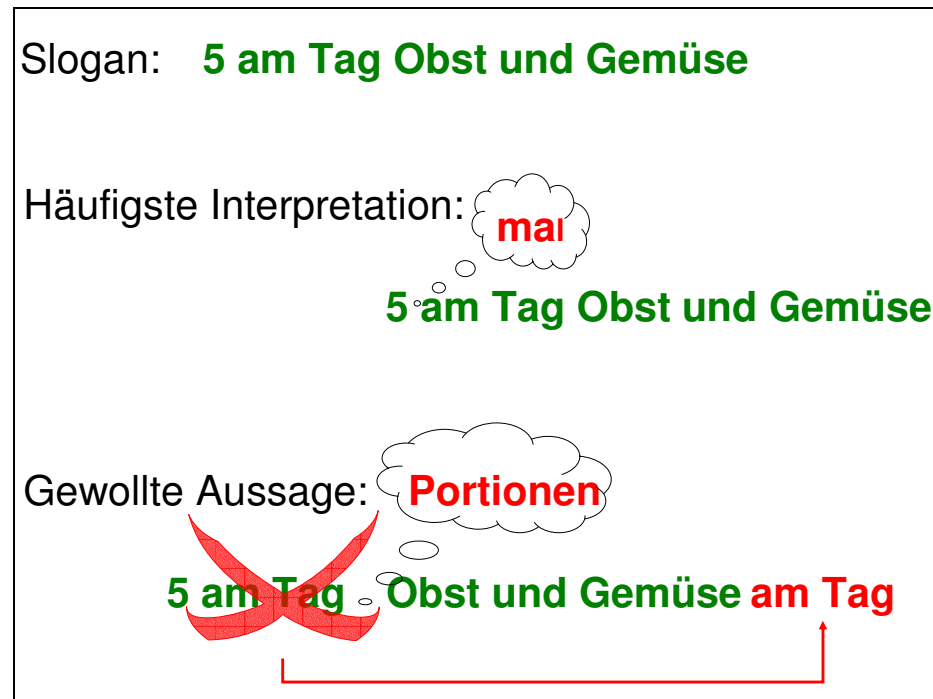 Slogan: 5 am Tag Obst und Gemüse
Häufigste Interpretation: mal
5 am Tag Obst und Gemüse
Gewollte Aussage: Portionen
5 am Tag Obst und Gemüse am Tag